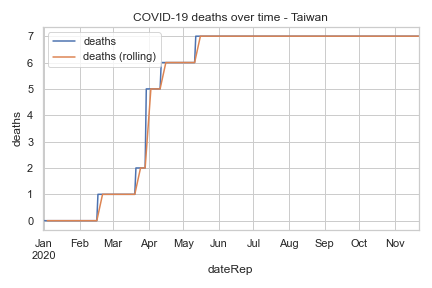 COVID-19 deaths over time - Taiwan
deaths
deaths (rolling)
deaths
7
6
5
4
3
2
1
0
Jan Feb Mar Apr May Jun Jul Aug Sep Oct Nov
2020
dateRep